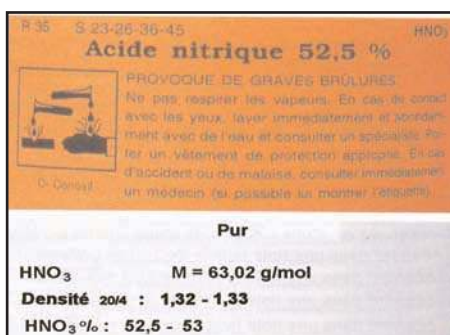 R 35 S 23-26-36-45 HNO₃
Acide nitrique 52,5 %
PROVOQUE DE GRAVES BRÛLURES
Ne pas respirer les vapeurs. En cas de contact
avec les yeux, laver immédiatement et abondam-
ment avec de l'eau et consulter un spécialiste. Por-
ter un vêtement de protection approprié. En cas
d'accident ou de malaise, consulter immédiatement
un médecin (si possible lui montrer l'étiquette).
C- Corrosif
Pur
HNO₃ M = 63,02 g/mol
Densité 20/4 : 1,32 - 1,33
HNO₃ % : 52,5 - 53